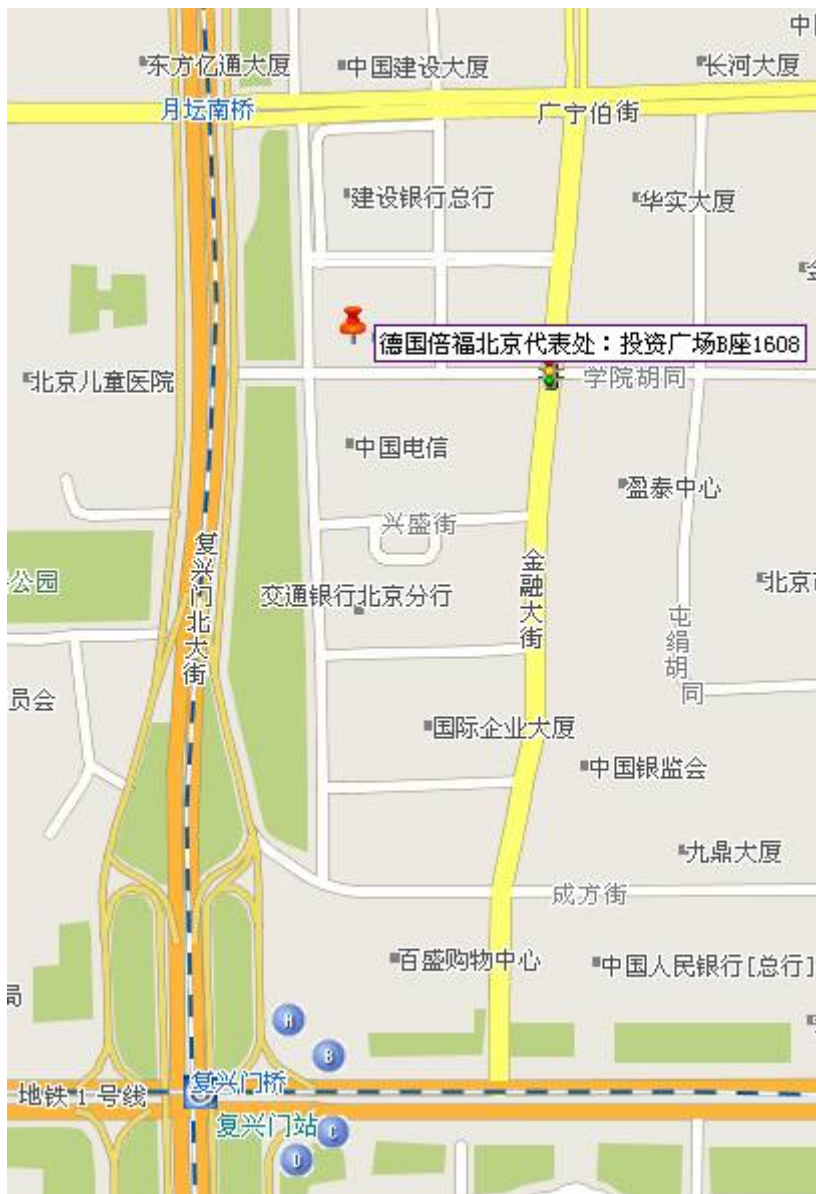 中国
东方亿通大厦
中国建设大厦
长河大厦
月坛南桥
广宁伯街
建设银行总行
华实大厦
德国倍福北京代表处：投资广场B座1608
北京儿童医院
学院胡同
中国电信
盈泰中心
兴盛街
复兴门北大街
金融大街
公园
交通银行北京分行
北京市
屯绢胡同
员会
国际企业大厦
中国银监会
九鼎大厦
成方街
百盛购物中心
中国人民银行[总行]
局
A
B
复兴门桥
地铁1号线
复兴门站
C
D